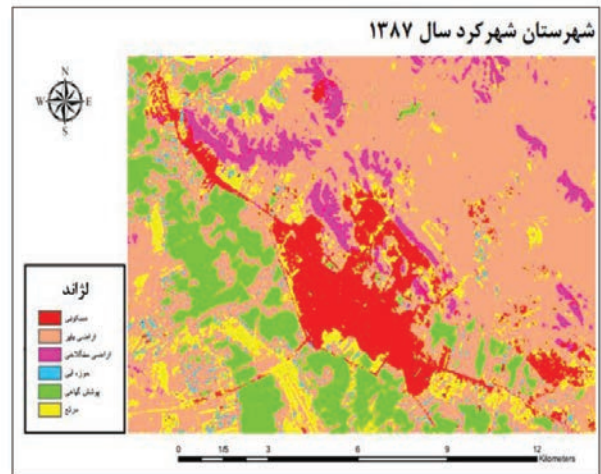 شهرستان شهرکرد سال ۱۳۸۷
N
W E
S
لژاند
مسکونی
اراضی بایر
اراضی سنگلاخی
حوزه آبی
پوشش گیاهی
مرتع
0 1/5 3 6 9 12
Kilometers